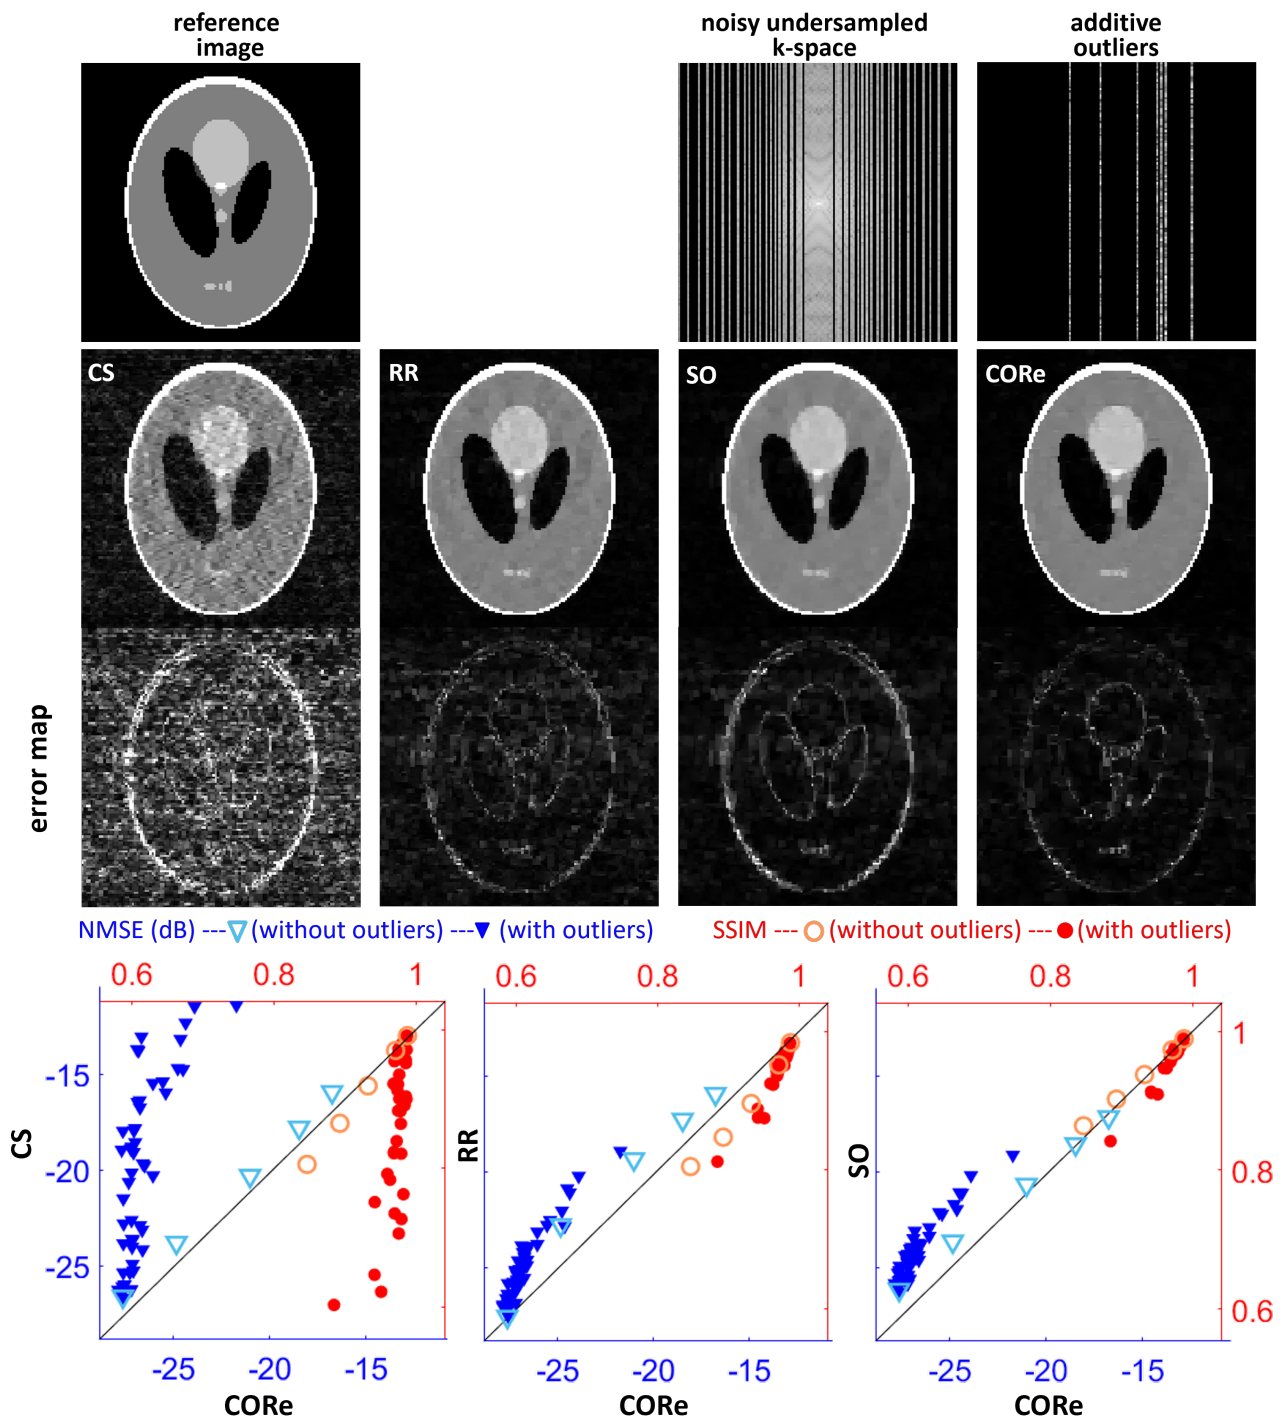 reference
image
noisy undersampled
k-space
additive
outliers
CS
RR
SO
CORe
error map
NMSE (dB) --- (without outliers) --- (with outliers)
SSIM --- (without outliers) --- (with outliers)
0.6 0.8 1
0.6 0.8 1
0.6 0.8 1
-15
-20
-25
CS
RR
SO
1
0.8
0.6
-25 -20 -15
-25 -20 -15
-25 -20 -15
CORe
CORe
CORe